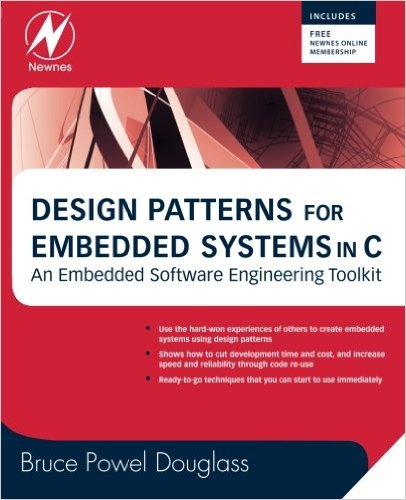 Newnes
INCLUDES
FREE
NEWNES ONLINE
MEMBERSHIP
DESIGN PATTERNS FOR
EMBEDDED SYSTEMS IN C
An Embedded Software Engineering Toolkit
• Use the hard-won experiences of others to create embedded
systems using design patterns
• Shows how to cut development time and cost, and increase
speed and reliability through code re-use
• Ready-to-go techniques that you can start to use immediately
Bruce Powel Douglass